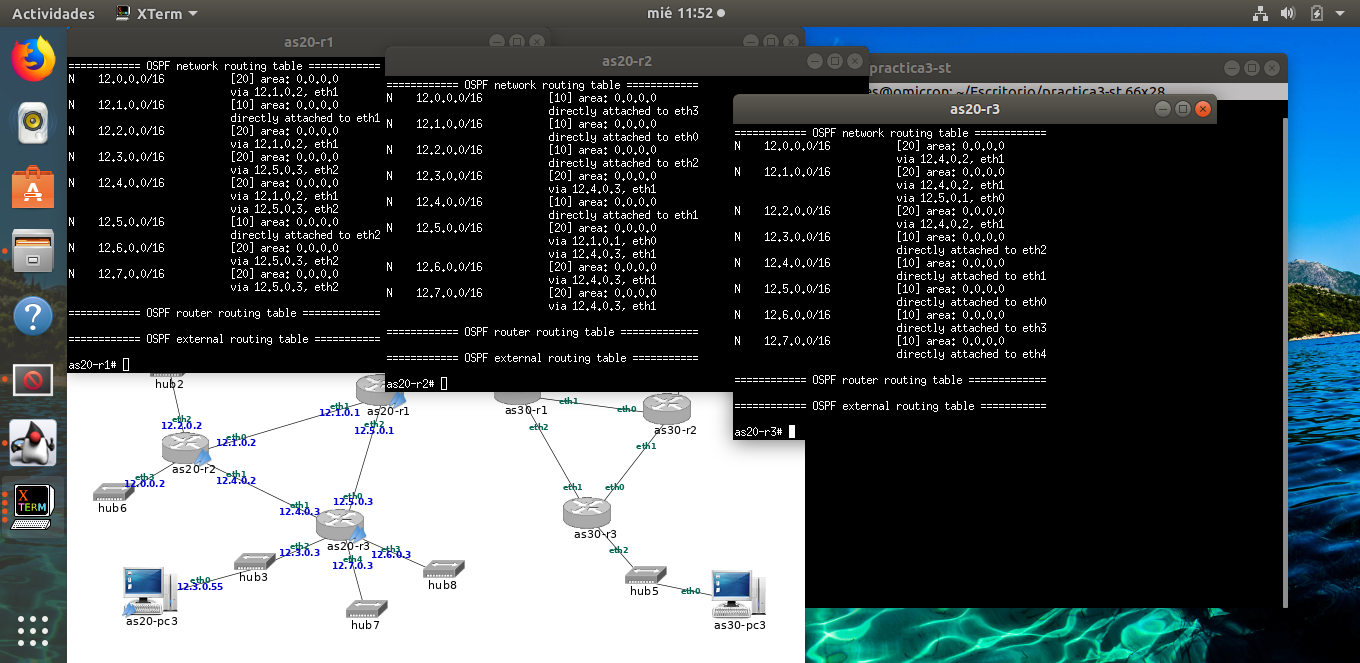 Actividades
XTerm
mié 11:52
as20-r1
============ OSPF network routing table ============
N    12.0.0.0/16           [20] area: 0.0.0.0
                           via 12.1.0.2, eth1
N    12.1.0.0/16           [10] area: 0.0.0.0
                           directly attached to eth1
N    12.2.0.0/16           [20] area: 0.0.0.0
                           via 12.1.0.2, eth1
N    12.3.0.0/16           [20] area: 0.0.0.0
                           via 12.5.0.3, eth2
N    12.4.0.0/16           [20] area: 0.0.0.0
                           via 12.1.0.2, eth1
                           via 12.5.0.3, eth2
N    12.5.0.0/16           [10] area: 0.0.0.0
                           directly attached to eth2
N    12.6.0.0/16           [20] area: 0.0.0.0
                           via 12.5.0.3, eth2
N    12.7.0.0/16           [20] area: 0.0.0.0
                           via 12.5.0.3, eth2
============ OSPF router routing table =============
============ OSPF external routing table ===========
as20-r1#
as20-r2
============ OSPF network routing table ============
N    12.0.0.0/16           [10] area: 0.0.0.0
                           directly attached to eth3
N    12.1.0.0/16           [10] area: 0.0.0.0
                           directly attached to eth0
N    12.2.0.0/16           [10] area: 0.0.0.0
                           directly attached to eth2
N    12.3.0.0/16           [20] area: 0.0.0.0
                           via 12.4.0.3, eth1
N    12.4.0.0/16           [10] area: 0.0.0.0
                           directly attached to eth1
N    12.5.0.0/16           [20] area: 0.0.0.0
                           via 12.1.0.1, eth0
                           via 12.4.0.3, eth1
N    12.6.0.0/16           [20] area: 0.0.0.0
                           via 12.4.0.3, eth1
N    12.7.0.0/16           [20] area: 0.0.0.0
                           via 12.4.0.3, eth1
============ OSPF router routing table =============
============ OSPF external routing table ===========
as20-r2#
practica3-st
es@omicron: ~/Escritorio/practica3-st 66x28
as20-r3
============ OSPF network routing table ============
N    12.0.0.0/16           [20] area: 0.0.0.0
                           via 12.4.0.2, eth1
N    12.1.0.0/16           [20] area: 0.0.0.0
                           via 12.4.0.2, eth1
                           via 12.5.0.1, eth0
N    12.2.0.0/16           [20] area: 0.0.0.0
                           via 12.4.0.2, eth1
N    12.3.0.0/16           [10] area: 0.0.0.0
                           directly attached to eth2
N    12.4.0.0/16           [10] area: 0.0.0.0
                           directly attached to eth1
N    12.5.0.0/16           [10] area: 0.0.0.0
                           directly attached to eth0
N    12.6.0.0/16           [10] area: 0.0.0.0
                           directly attached to eth3
N    12.7.0.0/16           [10] area: 0.0.0.0
                           directly attached to eth4
============ OSPF router routing table =============
============ OSPF external routing table ===========
as20-r3#
X
TERM
hub2
eth2
12.2.0.2
eth1
12.1.0.1
as20-r1
eth2
12.5.0.1
eth0
12.1.0.2
as20-r2
eth1
12.4.0.2
eth3
12.0.0.2
hub6
eth1
12.4.0.3
eth0
12.5.0.3
as20-r3
eth2
12.3.0.3
eth4
12.7.0.3
eth3
12.6.0.3
hub3
hub8
eth0
12.3.0.55
as20-pc3
hub7
as30-r1
eth1
eth0
as30-r2
eth2
eth1
eth1
eth0
as30-r3
eth2
hub5
eth0
as30-pc3